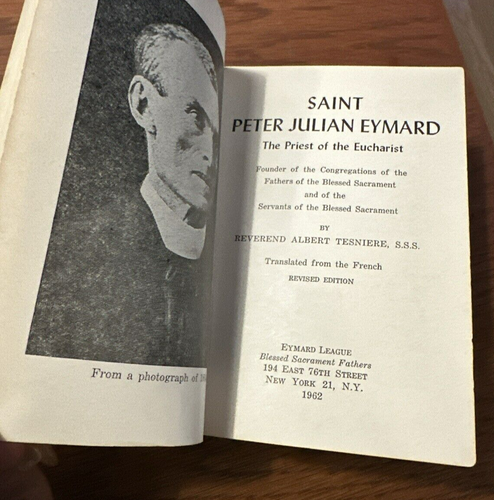 From a photograph of
SAINT
PETER JULIAN EYMARD
The Priest of the Eucharist
Founder of the Congregations of the
Fathers of the Blessed Sacrament
and of the
Servants of the Blessed Sacrament
BY
REVEREND ALBERT TESNIERE, S.S.S.
Translated from the French
REVISED EDITION
EYMARD LEAGUE
Blessed Sacrament Fathers
194 EAST 76TH STREET
NEW YORK 21, N.Y.
1962